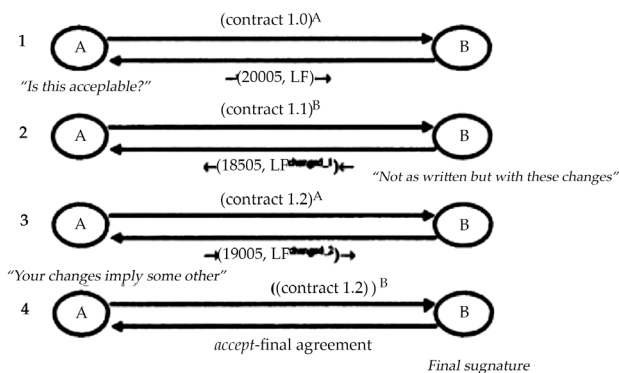 (contract 1.0)ᴬ
1
A
B
(20005, LF)
“Is this acceplable?”
(contract 1.1)ᴮ
2
A
B
(18505, LFchanged_1)
“Not as written but with these changes”
(contract 1.2)ᴬ
3
A
B
(19005, LFchanged_2)
“Your changes imply some other”
((contract 1.2) ) ᴮ
4
A
B
accept-final agreement
Final sugnature